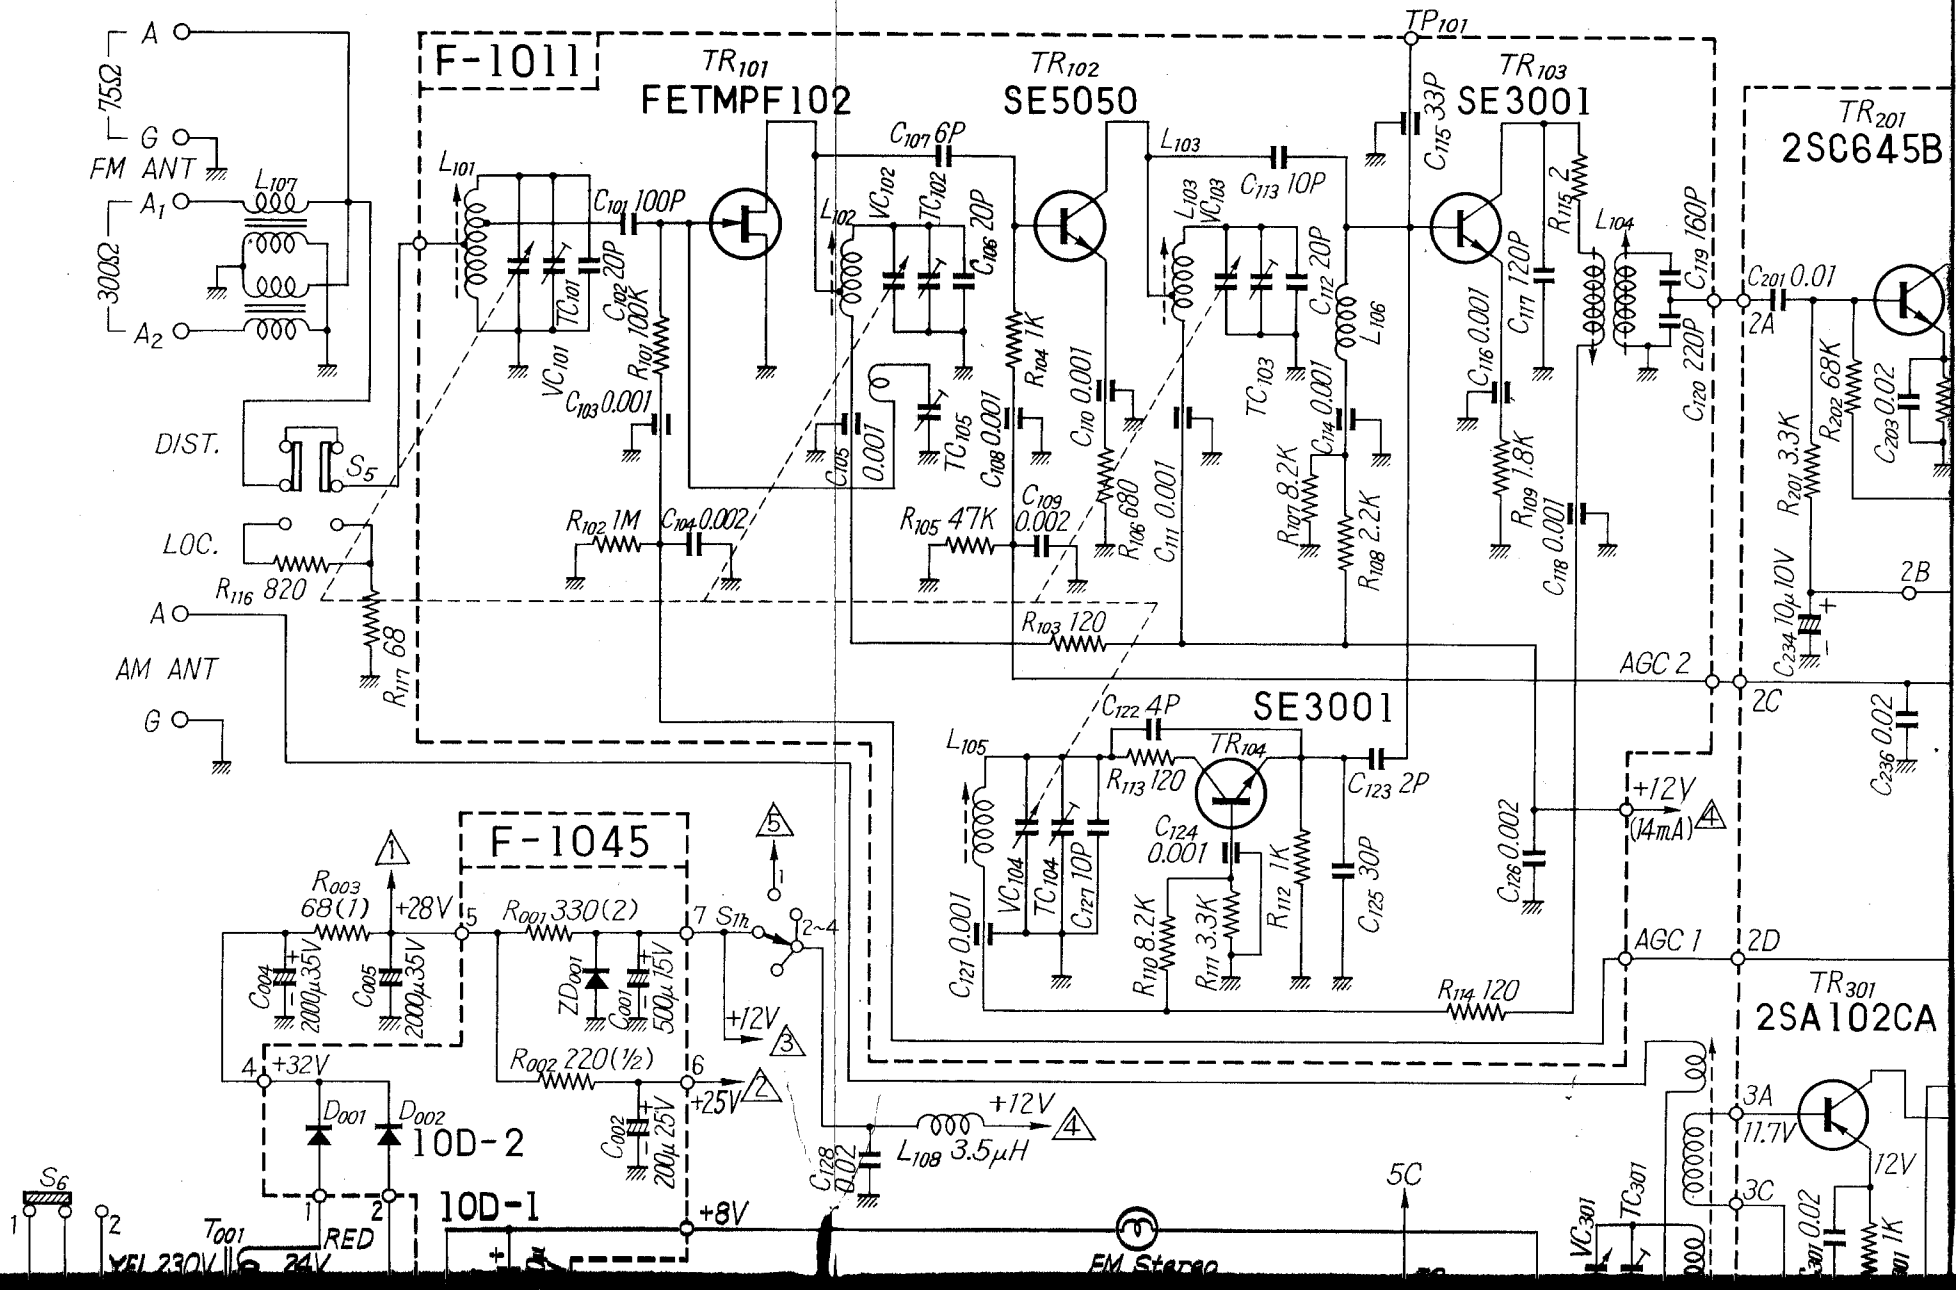 A
75Ω
G
FM ANT
A1
300Ω
A2
L107
F-1011
TR101
FETMPF102
TR102
SE5050
TP101
TR103
SE3001
TR201
2SC645B
L101
C101 100P
C102 20P
TC101
VC101
R101 100K
C103 0.001
R102 1M
C104 0.002
C107 6P
L102
VC102
TC102
C106 20P
C105 0.001
TC105
R104 1K
C108 0.001
R105 47K
C109 0.002
L103
C113 10P
L103
VC103
C112 20P
TC103
L106
C110 0.001
R106 680
C111 0.001
C114 0.001
R107 8.2K
R108 2.2K
R103 120
C115 33P
R115 2
C117 120P
C116 0.001
R109 1.8K
C118 0.001
L104
C119 160P
C120 220P
C201 0.01
2A
R202 68K
R201 3.3K
C203 0.02
C234 10μ 10V
+
−
2B
DIST.
S5
LOC.
R116 820
R117 68
A
AM ANT
G
AGC 2
2C
C236 0.02
SE3001
TR104
C122 4P
R113 120
C123 2P
L105
VC104
TC104
C127 10P
C121 0.001
C124 0.001
R110 8.2K
R111 3.3K
R112 1K
C125 30P
C126 0.002
R114 120
+12V
(14mA)
4
AGC 1
2D
TR301
2SA102CA
F-1045
1
R003
68(1)
+28V
5
R001 330(2)
7
S1h
5
1
2~4
C004 2000μ35V
+
−
C005 2000μ35V
ZD001
C001 500μ 15V
+
−
+12V
3
R002 220(½)
6
+25V
2
4
+32V
D001
D002
10D-2
C002 200μ 25V
+
−
+12V
4
L108 3.5μH
C128 0.02
3A
11.7V
12V
3C
C301 0.02
1K
VC301
TC301
5C
S6
1
2
1
2
T001
RED
24V
YEL 230V
10D-1
+
+8V
FM Stereo